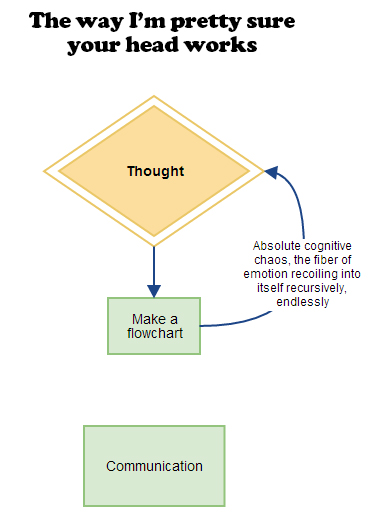 The way I'm pretty sure
your head works
Thought
Absolute cognitive
chaos, the fiber of
emotion recoiling into
itself recursively,
endlessly
Make a
flowchart
Communication